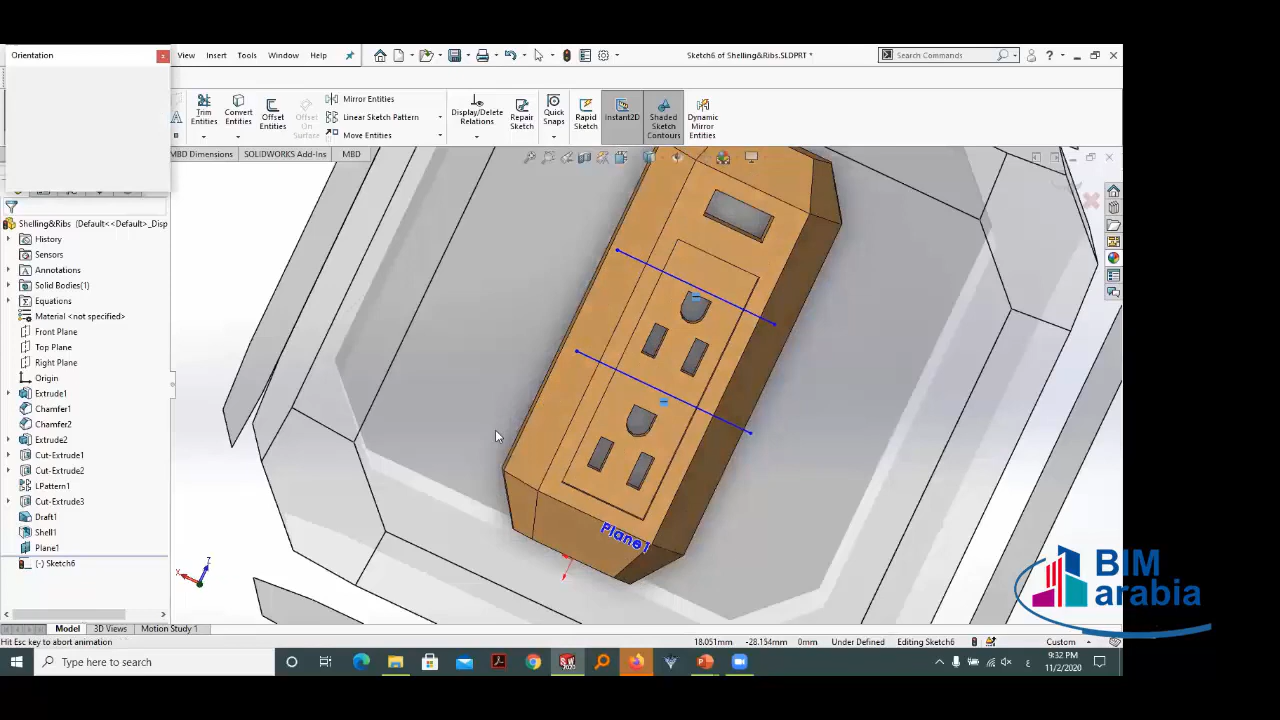 Orientation
View Insert Tools Window Help
Sketch6 of Shelling&Ribs.SLDPRT *
Search Commands
Trim Entities
Convert Entities
Offset Entities
Offset On Surface
Mirror Entities
Linear Sketch Pattern
Move Entities
Display/Delete Relations
Repair Sketch
Quick Snaps
Rapid Sketch
Instant2D
Shaded Sketch Contours
Dynamic Mirror Entities
MBD Dimensions SOLIDWORKS Add-Ins MBD
Shelling&Ribs (Default<<Default>_Disp
History
Sensors
Annotations
Solid Bodies(1)
Equations
Material <not specified>
Front Plane
Top Plane
Right Plane
Origin
Extrude1
Chamfer1
Chamfer2
Extrude2
Cut-Extrude1
Cut-Extrude2
LPattern1
Cut-Extrude3
Draft1
Shell1
Plane1
(-) Sketch6
Plane1
X
Z
BIM
arabia
Model 3D Views Motion Study 1
Hit Esc key to abort animation
18.051mm -28.154mm 0mm Under Defined Editing Sketch6 Custom
Type here to search
ع
9:32 PM
11/2/2020